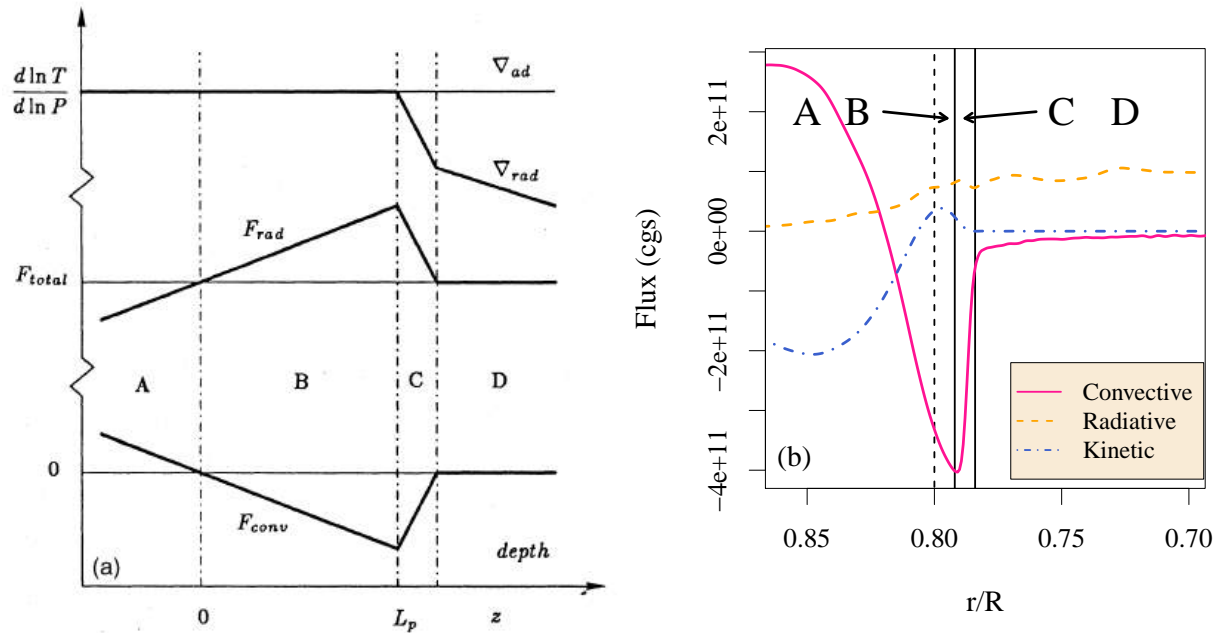 d ln T
d ln P
∇ad
∇rad
Frad
Ftotal
A
B
C
D
0
Fconv
depth
(a)
0
Lp
z
A B C D
Flux (cgs)
2e+11
0e+00
−2e+11
−4e+11
Convective
Radiative
Kinetic
(b)
0.85
0.80
0.75
0.70
r/R